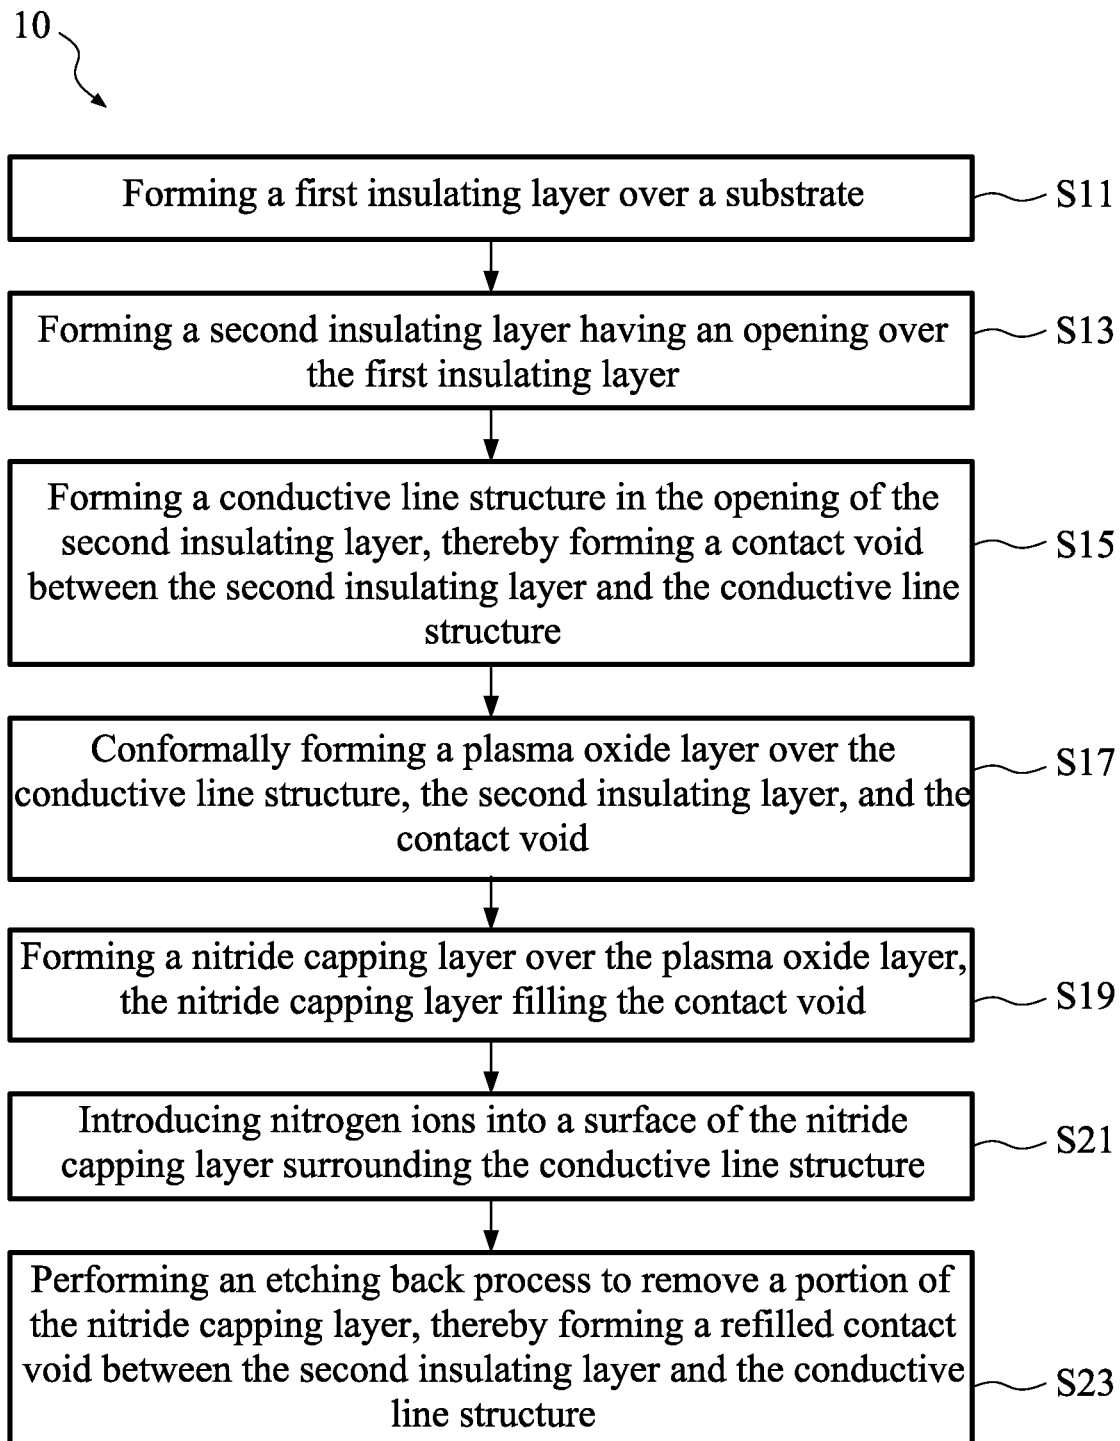 10
Forming a first insulating layer over a substrate
S11
Forming a second insulating layer having an opening over
the first insulating layer
S13
Forming a conductive line structure in the opening of the
second insulating layer, thereby forming a contact void
between the second insulating layer and the conductive line
structure
S15
Conformally forming a plasma oxide layer over the
conductive line structure, the second insulating layer, and the
contact void
S17
Forming a nitride capping layer over the plasma oxide layer,
the nitride capping layer filling the contact void
S19
Introducing nitrogen ions into a surface of the nitride
capping layer surrounding the conductive line structure
S21
Performing an etching back process to remove a portion of
the nitride capping layer, thereby forming a refilled contact
void between the second insulating layer and the conductive
line structure
S23